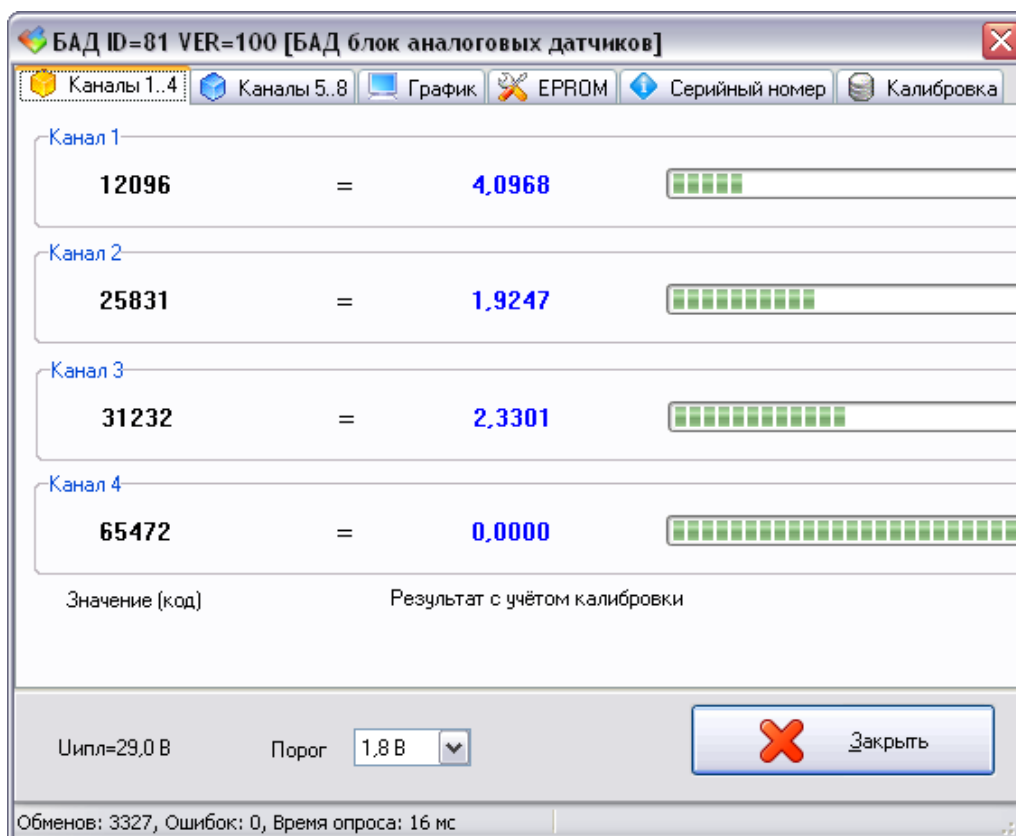 БАД ID=81 VER=100 [БАД блок аналоговых датчиков]
Каналы 1..4 Каналы 5..8 График EPROM Серийный номер Калибровка
Канал 1
12096 = 4,0968
Канал 2
25831 = 1,9247
Канал 3
31232 = 2,3301
Канал 4
65472 = 0,0000
Значение (код) Результат с учётом калибровки
Uипл=29,0 В Порог 1,8 В Закрыть
Обменов: 3327, Ошибок: 0, Время опроса: 16 мс